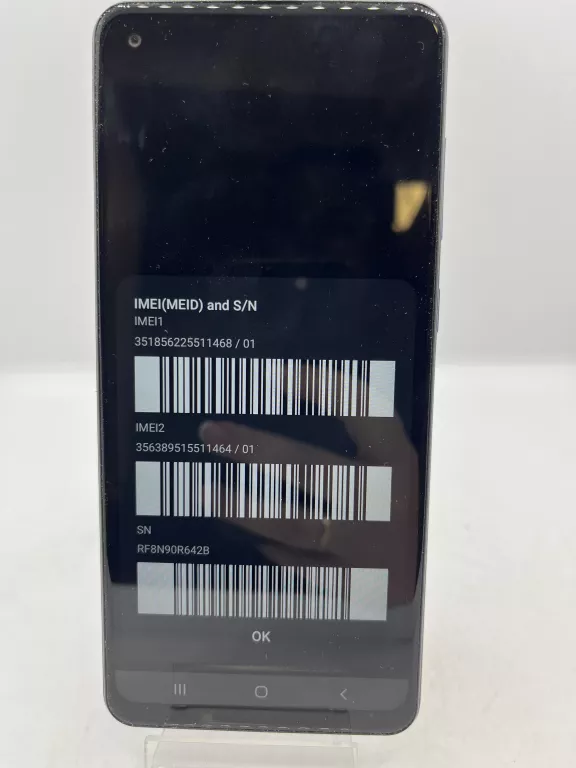 IMEI(MEID) and S/N
IMEI1
351856225511468 / 01
IMEI2
356389515511464 / 01
SN
RF8N90R642B
OK